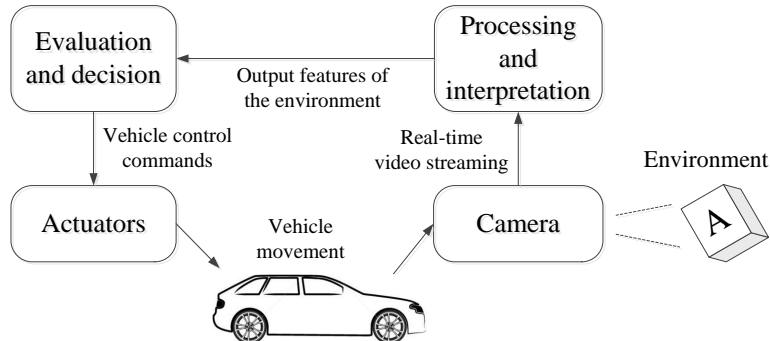 Evaluation
and decision
Output features of
the environment
Processing
and
interpretation
Vehicle control
commands
Real-time
video streaming
Environment
Actuators
Vehicle
movement
Camera
A